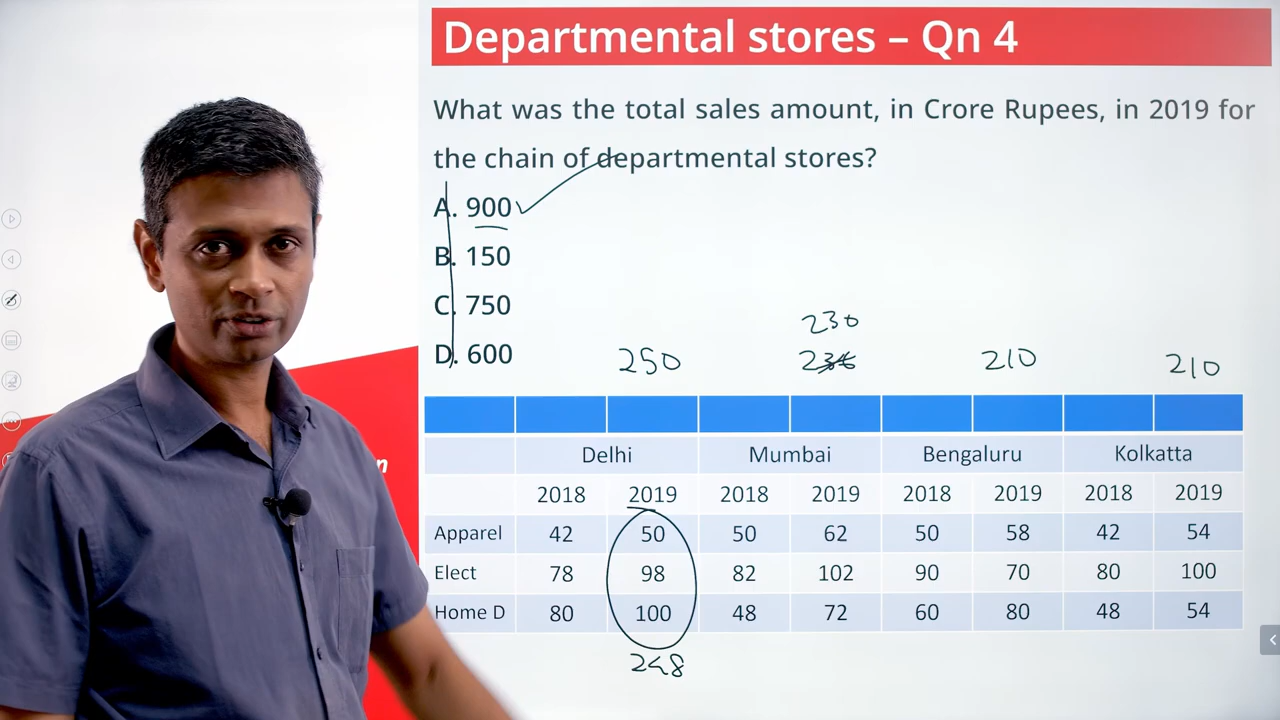 Departmental stores – Qn 4
What was the total sales amount, in Crore Rupees, in 2019 for
the chain of departmental stores?
A. 900
B. 150
C. 750
D. 600
230
250 236 210 210
Delhi Mumbai Bengaluru Kolkatta
2018 2019 2018 2019 2018 2019 2018 2019
Apparel 42 50 50 62 50 58 42 54
Elect 78 98 82 102 90 70 80 100
Home D 80 100 48 72 60 80 48 54
248
n